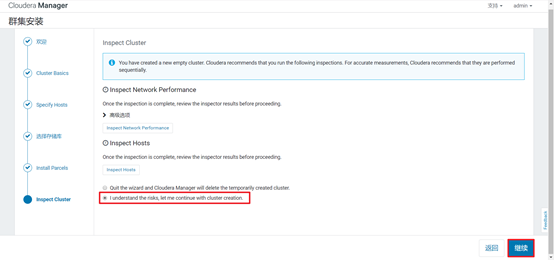 Cloudera Manager
支持
admin
群集安装
欢迎
Cluster Basics
Specify Hosts
选择存储库
Install Parcels
Inspect Cluster
Inspect Cluster
You have created a new empty cluster. Cloudera recommends that you run the following inspections. For accurate measurements, Cloudera recommends that they are performed
sequentially.
Inspect Network Performance
Once the inspection is complete, review the inspector results before proceeding.
高级选项
Inspect Network Performance
Inspect Hosts
Once the inspection is complete, review the inspector results before proceeding.
Inspect Hosts
Quit the wizard and Cloudera Manager will delete the temporarily created cluster.
I understand the risks, let me continue with cluster creation.
Feedback
返回
继续